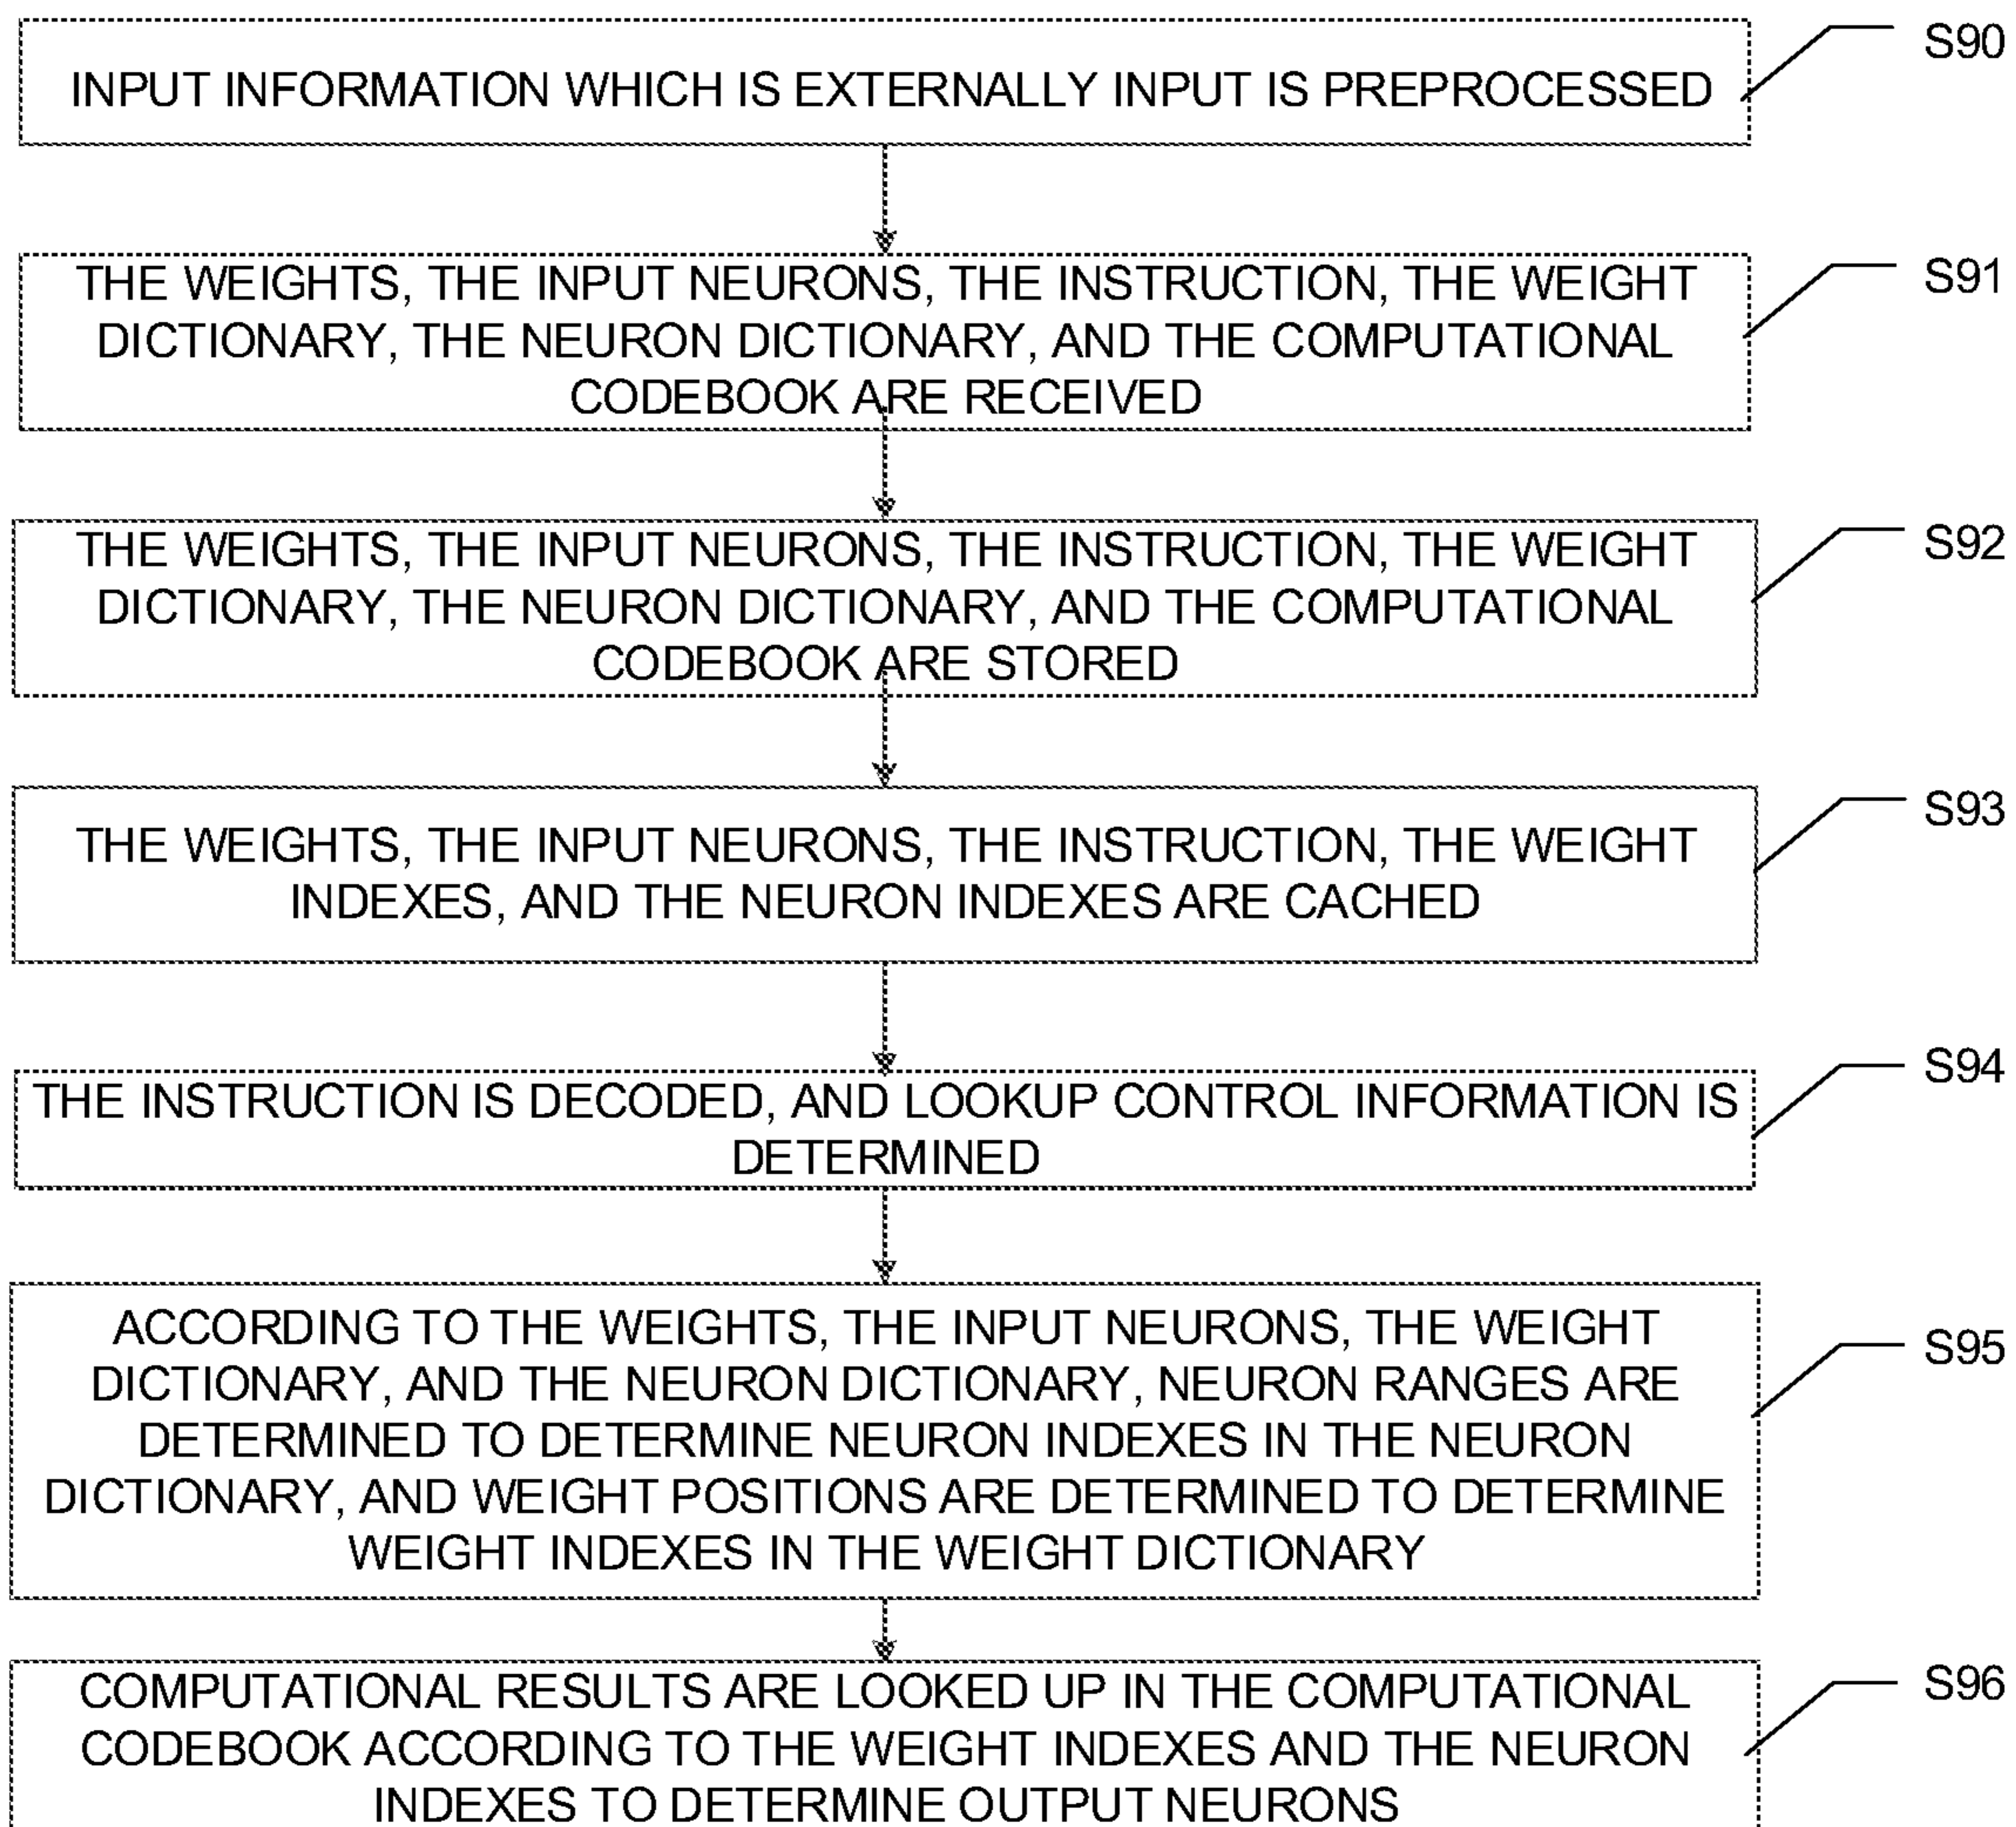 S90
INPUT INFORMATION WHICH IS EXTERNALLY INPUT IS PREPROCESSED
S91
THE WEIGHTS, THE INPUT NEURONS, THE INSTRUCTION, THE WEIGHT
DICTIONARY, THE NEURON DICTIONARY, AND THE COMPUTATIONAL
CODEBOOK ARE RECEIVED
S92
THE WEIGHTS, THE INPUT NEURONS, THE INSTRUCTION, THE WEIGHT
DICTIONARY, THE NEURON DICTIONARY, AND THE COMPUTATIONAL
CODEBOOK ARE STORED
S93
THE WEIGHTS, THE INPUT NEURONS, THE INSTRUCTION, THE WEIGHT
INDEXES, AND THE NEURON INDEXES ARE CACHED
S94
THE INSTRUCTION IS DECODED, AND LOOKUP CONTROL INFORMATION IS
DETERMINED
S95
ACCORDING TO THE WEIGHTS, THE INPUT NEURONS, THE WEIGHT
DICTIONARY, AND THE NEURON DICTIONARY, NEURON RANGES ARE
DETERMINED TO DETERMINE NEURON INDEXES IN THE NEURON
DICTIONARY, AND WEIGHT POSITIONS ARE DETERMINED TO DETERMINE
WEIGHT INDEXES IN THE WEIGHT DICTIONARY
S96
COMPUTATIONAL RESULTS ARE LOOKED UP IN THE COMPUTATIONAL
CODEBOOK ACCORDING TO THE WEIGHT INDEXES AND THE NEURON
INDEXES TO DETERMINE OUTPUT NEURONS